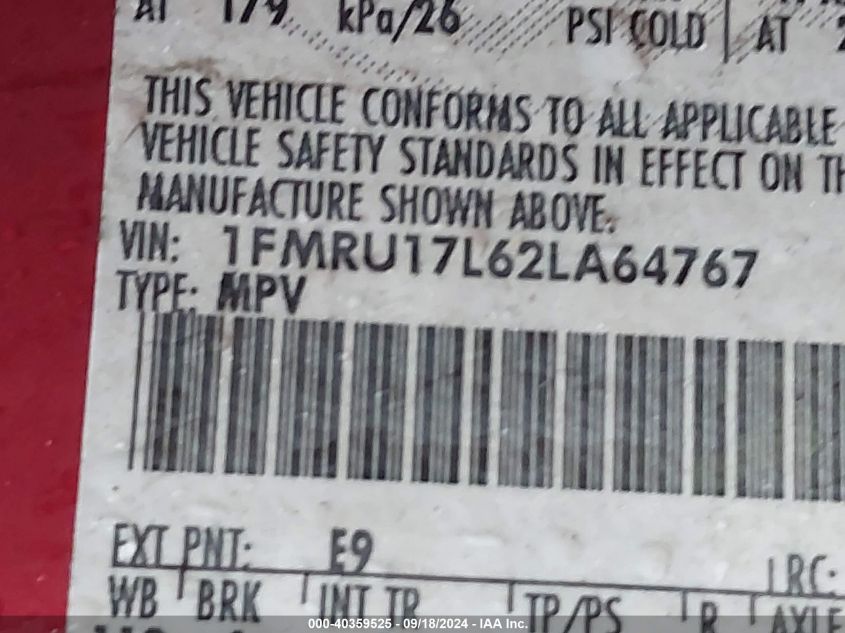 AT 179 kPa/26 PSI COLD AT
THIS VEHICLE CONFORMS TO ALL APPLICABLE
VEHICLE SAFETY STANDARDS IN EFFECT ON TH
MANUFACTURE SHOWN ABOVE.
VIN: 1FMRU17L62LA64767
TYPE: MPV
EXT PNT: E9
RC:
WB BRK INT TR TP/PS R AXLE
000-40359525 - 09/18/2024 - IAA Inc.